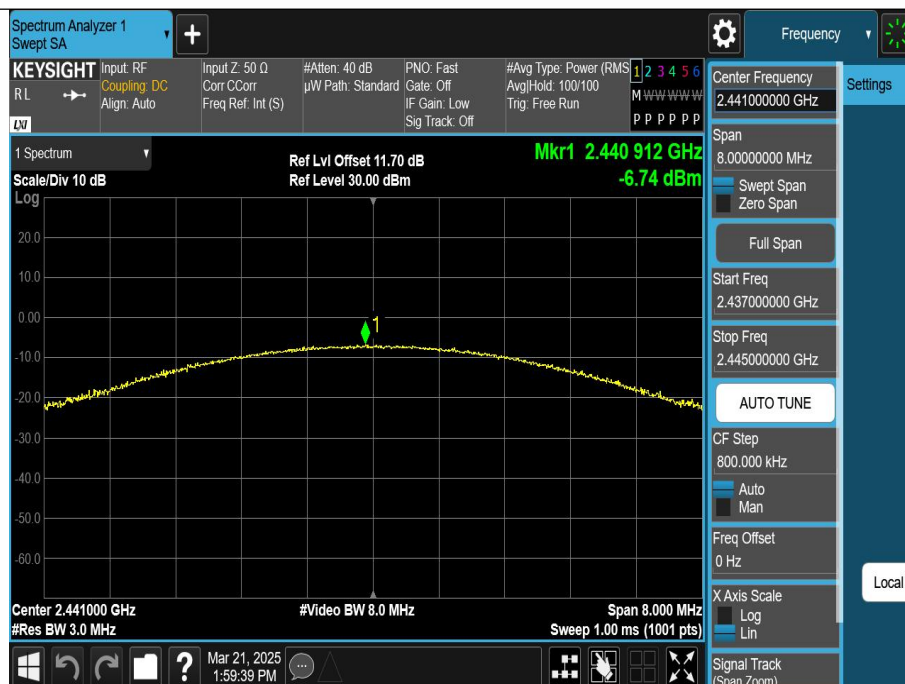 Spectrum Analyzer 1
Swept SA
+
Frequency
KEYSIGHT
RL
LXI
Input: RF
Coupling: DC
Align: Auto
Input Z: 50 Ω
Corr CCorr
Freq Ref: Int (S)
#Atten: 40 dB
µW Path: Standard
PNO: Fast
Gate: Off
IF Gain: Low
Sig Track: Off
#Avg Type: Power (RMS
Avg|Hold: 100/100
Trig: Free Run
1 2 3 4 5 6
M W W W W W
P P P P P P
1 Spectrum
Scale/Div 10 dB
Ref Lvl Offset 11.70 dB
Ref Level 30.00 dBm
Mkr1 2.440 912 GHz
-6.74 dBm
Log
20.0
10.0
0.00
-10.0
-20.0
-30.0
-40.0
-50.0
-60.0
1
Center 2.441000 GHz
#Res BW 3.0 MHz
#Video BW 8.0 MHz
Span 8.000 MHz
Sweep 1.00 ms (1001 pts)
?
Mar 21, 2025
1:59:39 PM
Center Frequency
2.441000000 GHz
Settings
Span
8.00000000 MHz
Swept Span
Zero Span
Full Span
Start Freq
2.437000000 GHz
Stop Freq
2.445000000 GHz
AUTO TUNE
CF Step
800.000 kHz
Auto
Man
Freq Offset
0 Hz
Local
X Axis Scale
Log
Lin
Signal Track
(Span Zoom)